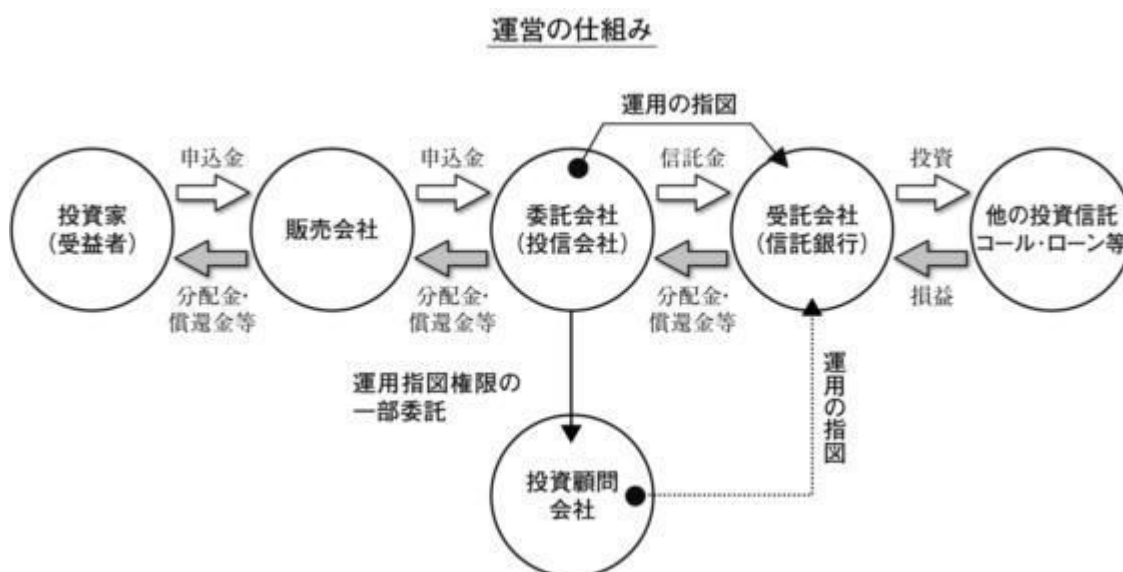 運営の仕組み
運用の指図
申込金
申込金
信託金
投資
投資家
(受益者)
販売会社
委託会社
(投信会社)
受託会社
(信託銀行)
他の投資信託
コール・ローン等
分配金・
償還金等
分配金・
償還金等
分配金・
償還金等
損益
運用指図権限の
一部委託
運用の指図
投資顧問
会社